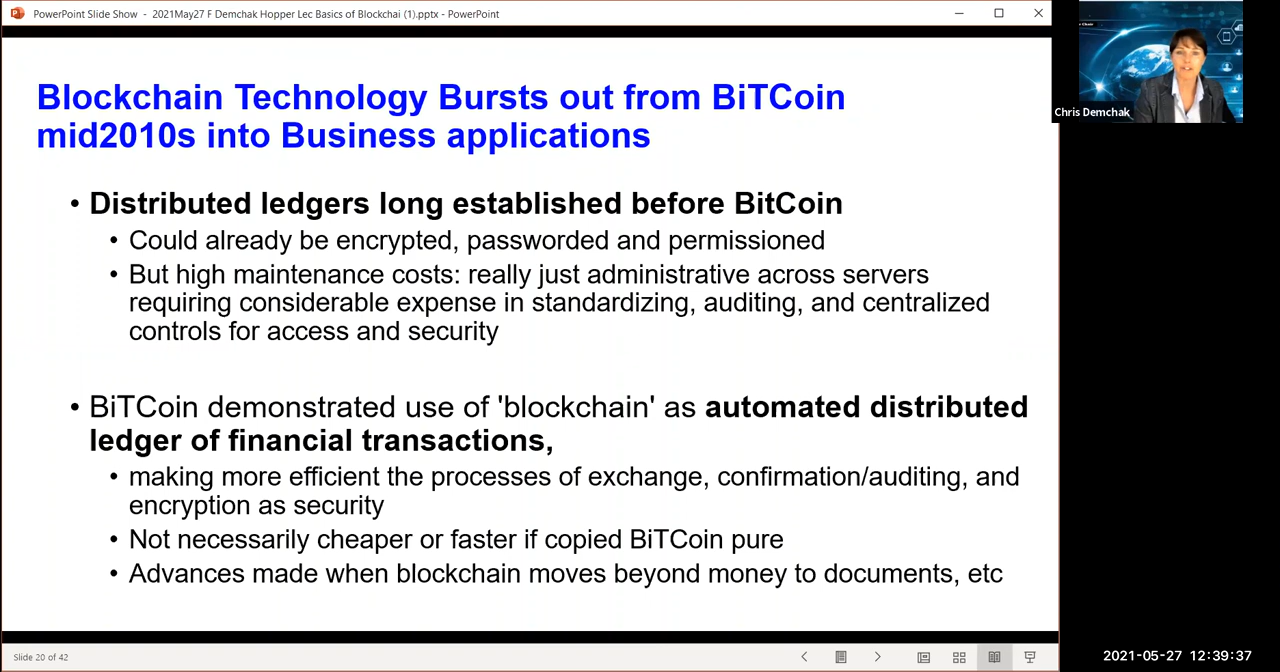 PowerPoint Slide Show - 2021May27 F Demchak Hopper Lec Basics of Blockchai (1).pptx - PowerPoint
Blockchain Technology Bursts out from BiTCoin
mid2010s into Business applications
• Distributed ledgers long established before BitCoin
• Could already be encrypted, passworded and permissioned
• But high maintenance costs: really just administrative across servers
requiring considerable expense in standardizing, auditing, and centralized
controls for access and security
• BiTCoin demonstrated use of 'blockchain' as automated distributed
ledger of financial transactions,
• making more efficient the processes of exchange, confirmation/auditing, and
encryption as security
• Not necessarily cheaper or faster if copied BiTCoin pure
• Advances made when blockchain moves beyond money to documents, etc
Slide 20 of 42
Chris Demchak
2021-05-27 12:39:37